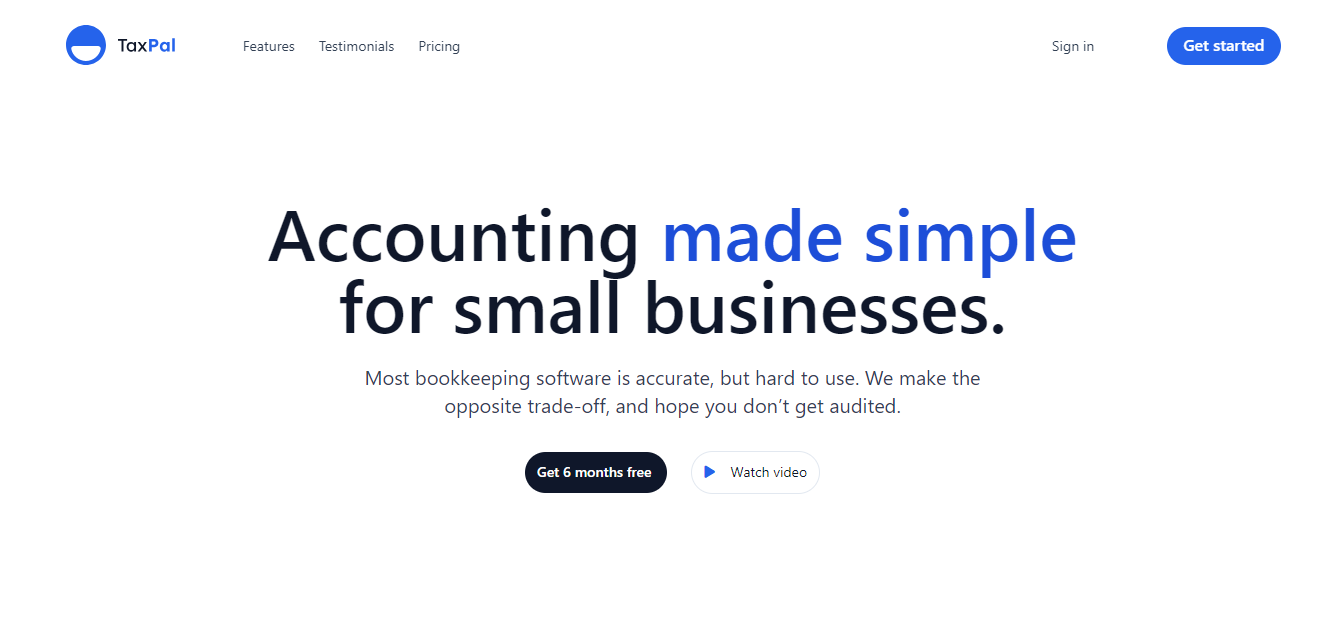 TaxPal
Features
Testimonials
Pricing
Sign in
Get started
Accounting made simple
for small businesses.
Most bookkeeping software is accurate, but hard to use. We make the
opposite trade-off, and hope you don’t get audited.
Get 6 months free
Watch video